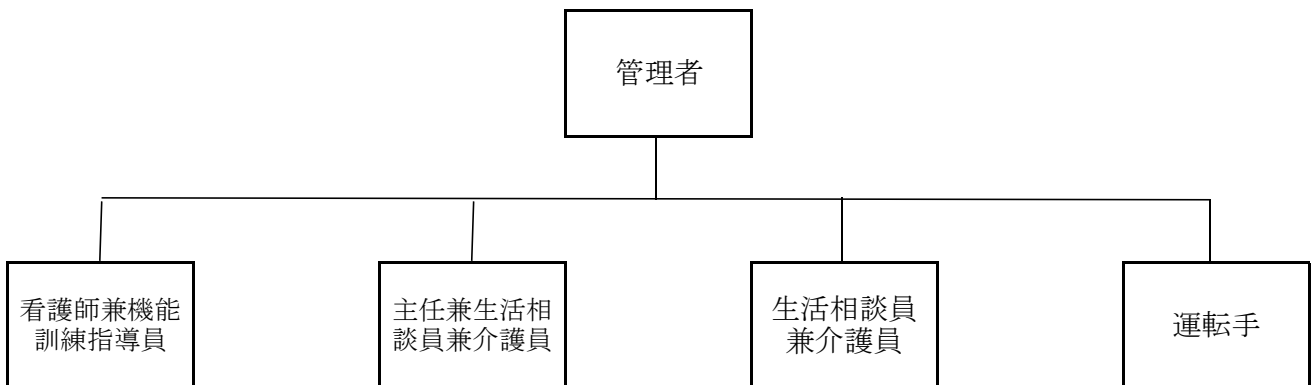 管理者
看護師兼機能
訓練指導員
主任兼生活相
談員兼介護員
生活相談員
兼介護員
運転手